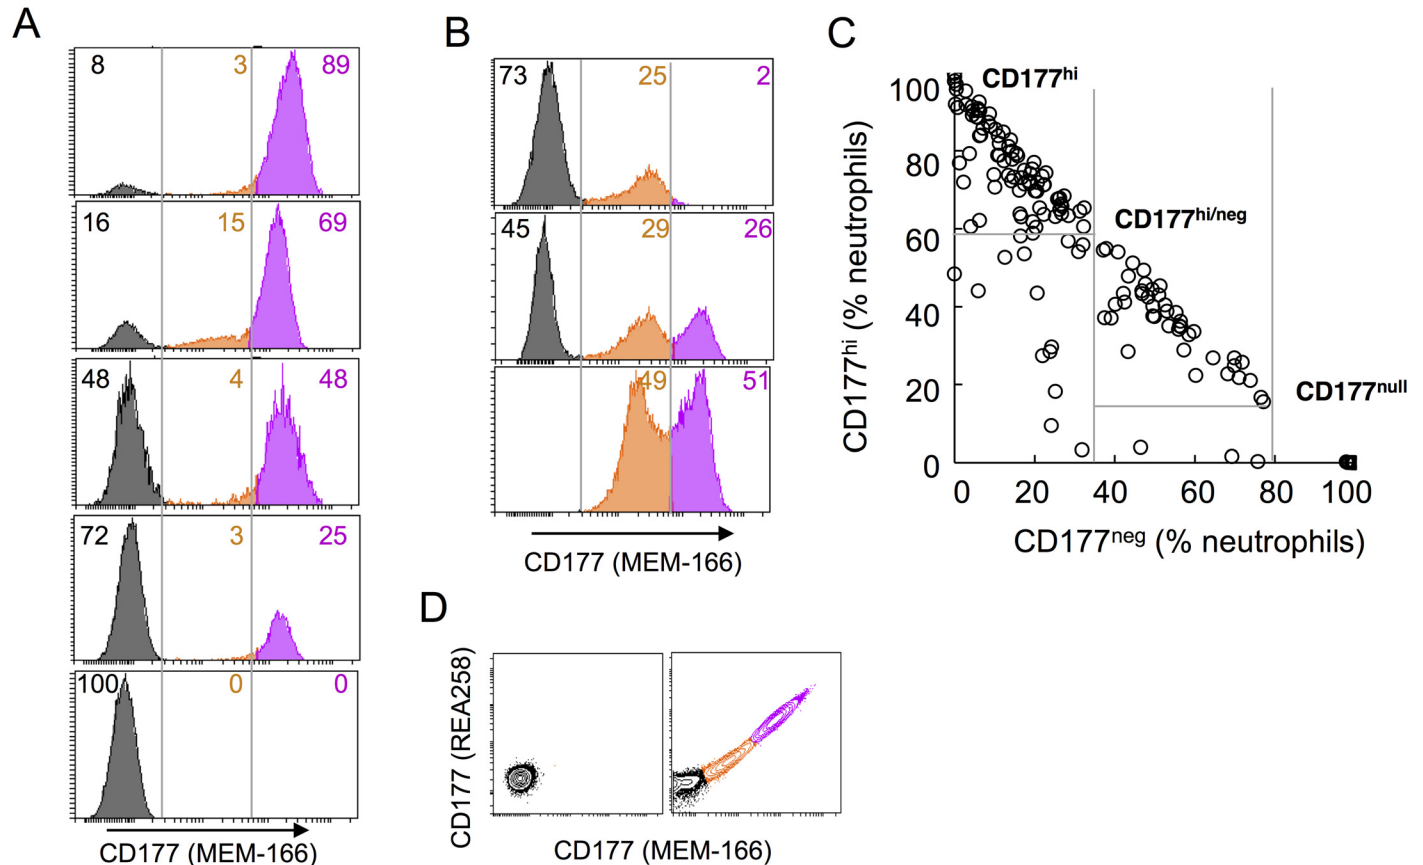 A
8 3 89
16 15 69
48 4 48
72 3 25
100 0 0
CD177 (MEM-166)
B
73 25 2
45 29 26
49 51
CD177 (MEM-166)
C
CD177hi (% neutrophils)
100
80
60
40
20
0
CD177hi
CD177hi/neg
CD177null
0 20 40 60 80 100
CD177neg (% neutrophils)
D
CD177 (REA258)
CD177 (MEM-166)